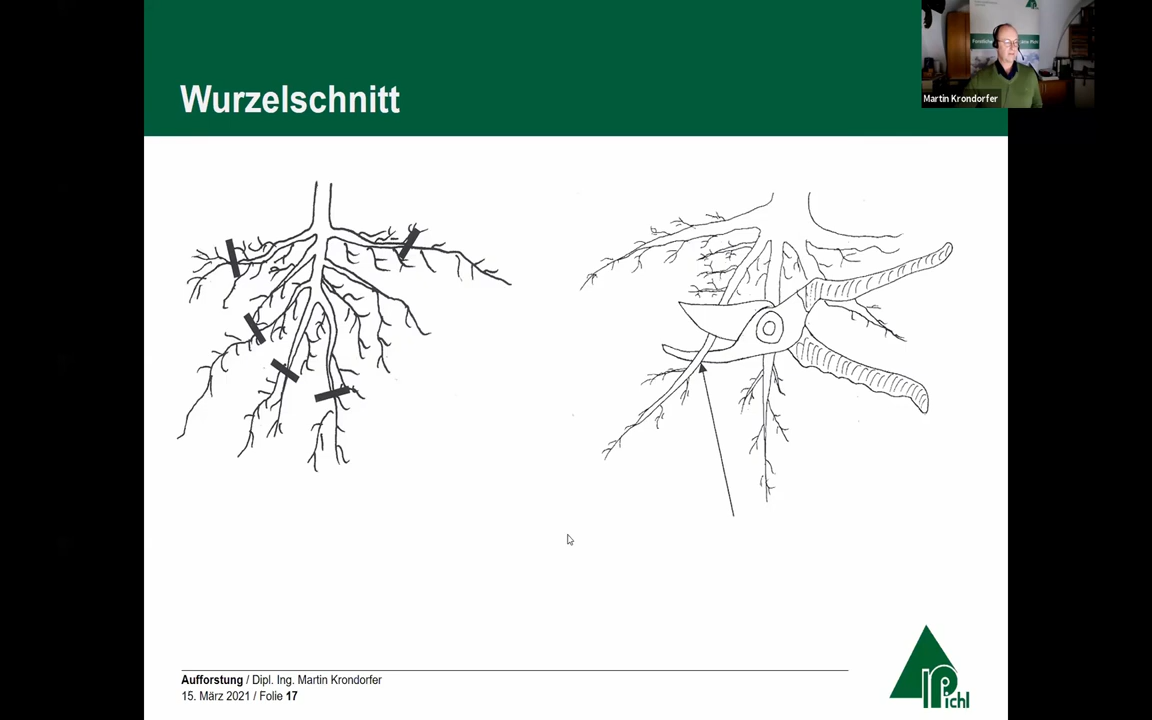 Wurzelschnitt
Martin Krondorfer
Aufforstung / Dipl. Ing. Martin Krondorfer
15. März 2021 / Folie 17
Pichl